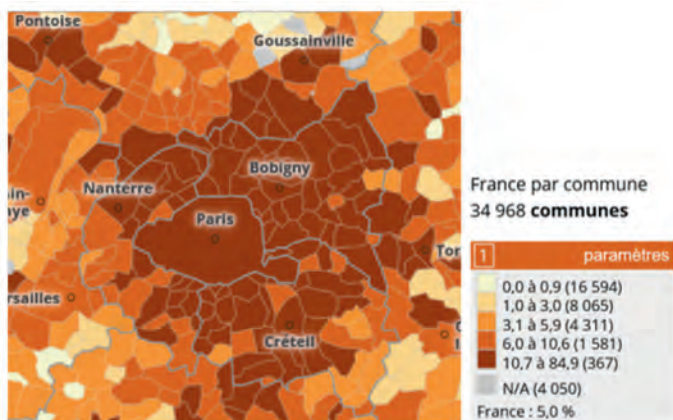 Pontoise
Goussainville
Bobigny
Nanterre
Paris
Créteil
France par commune
34 968 communes
1 paramètres
0,0 à 0,9 (16 594)
1,0 à 3,0 (8 065)
3,1 à 5,9 (4 311)
6,0 à 10,6 (1 581)
10,7 à 84,9 (367)
N/A (4 050)
France : 5,0 %